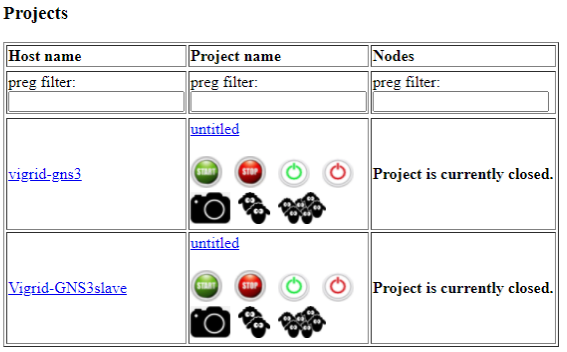 Projects
Host name Project name Nodes
preg filter: preg filter: preg filter:
untitled
vigrid-gns3 START STOP Project is currently closed.
untitled
Vigrid-GNS3slave START STOP Project is currently closed.